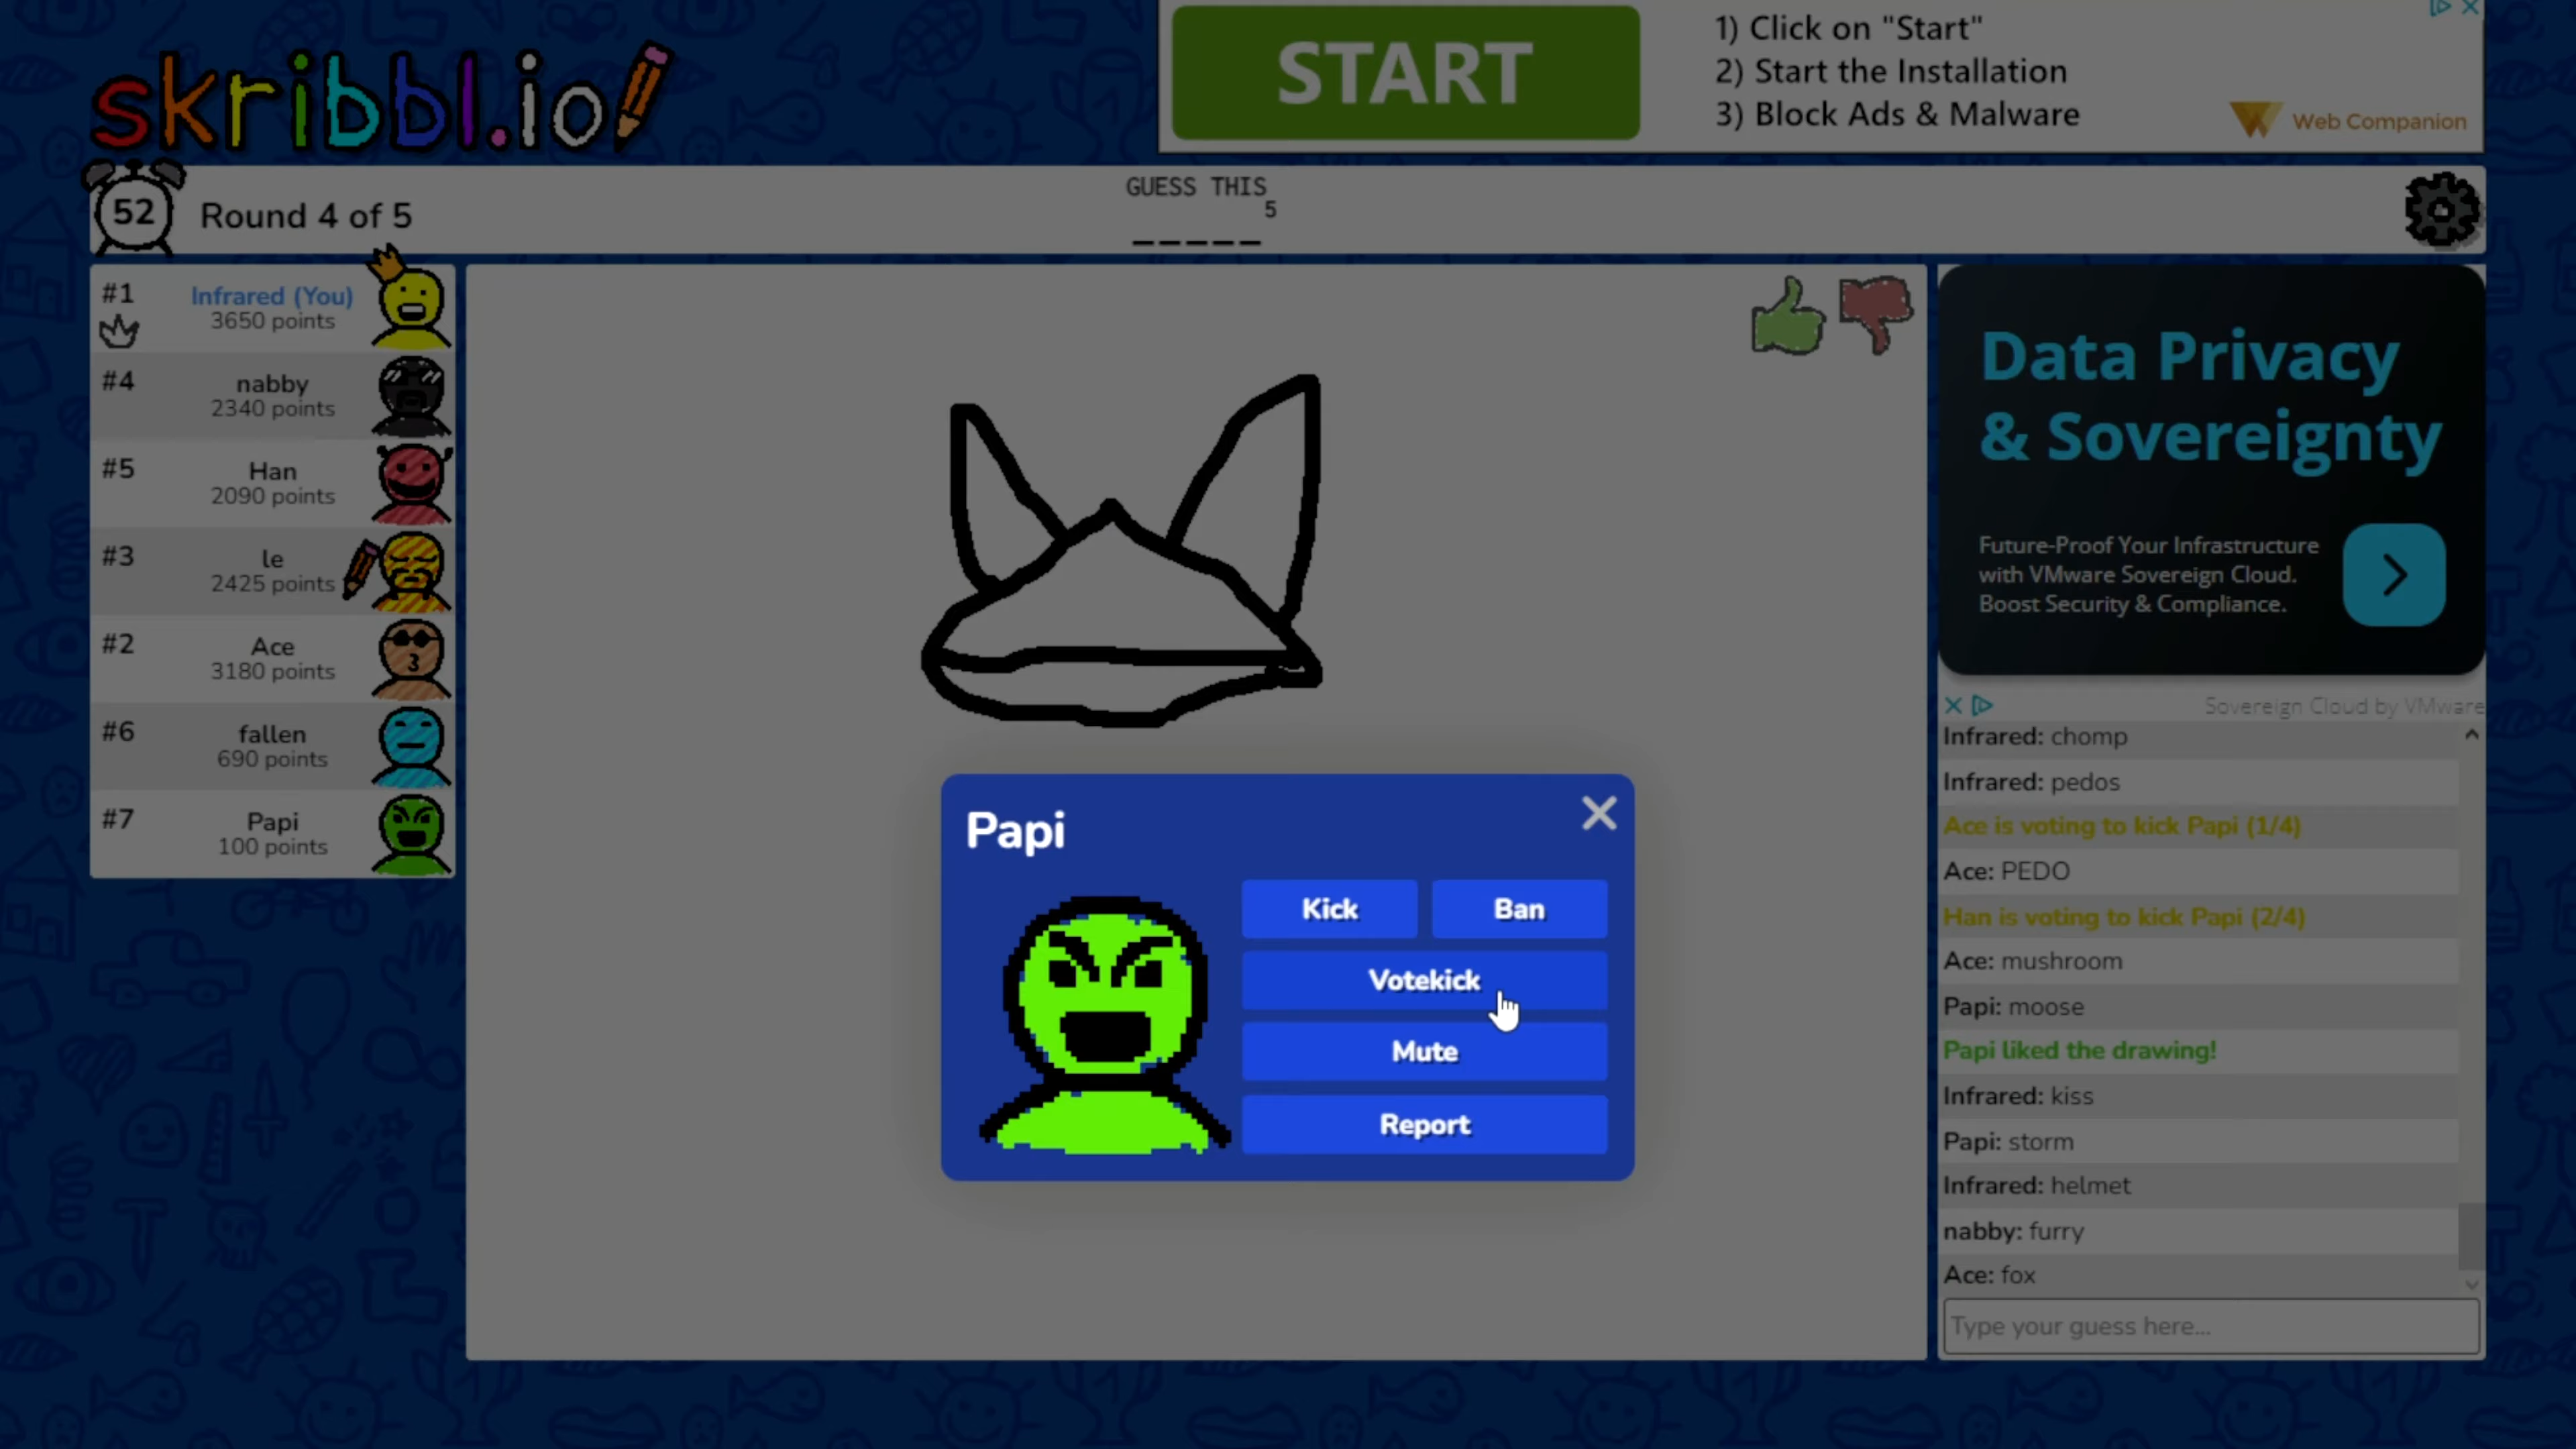 skribbl.io
START
1) Click on "Start"
2) Start the Installation
3) Block Ads & Malware
Web Companion
52
Round 4 of 5
GUESS THIS
5
_____
#1
Infrared (You)
3650 points
#4
nabby
2340 points
#5
Han
2090 points
#3
le
2425 points
#2
Ace
3180 points
#6
fallen
690 points
#7
Papi
100 points
Papi
Kick
Ban
Votekick
Mute
Report
Data Privacy
& Sovereignty
Future-Proof Your Infrastructure
with VMware Sovereign Cloud.
Boost Security & Compliance.
Sovereign Cloud by VMware
Infrared: chomp
Infrared: pedos
Ace is voting to kick Papi (1/4)
Ace: PEDO
Han is voting to kick Papi (2/4)
Ace: mushroom
Papi: moose
Papi liked the drawing!
Infrared: kiss
Papi: storm
Infrared: helmet
nabby: furry
Ace: fox
Type your guess here...